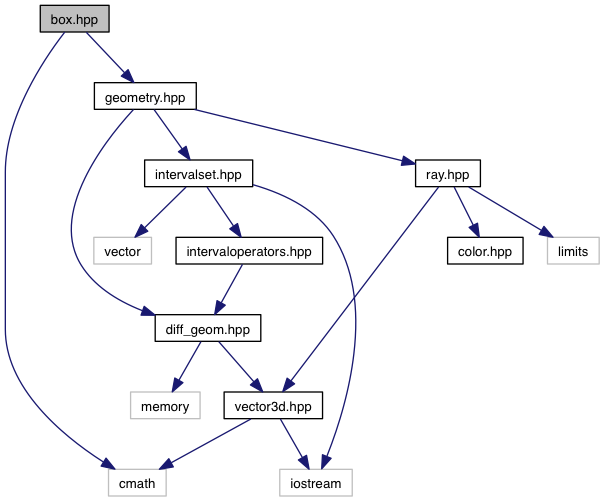 box.hpp
geometry.hpp
intervalset.hpp
ray.hpp
vector
intervaloperators.hpp
color.hpp
limits
diff_geom.hpp
memory
vector3d.hpp
cmath
iostream